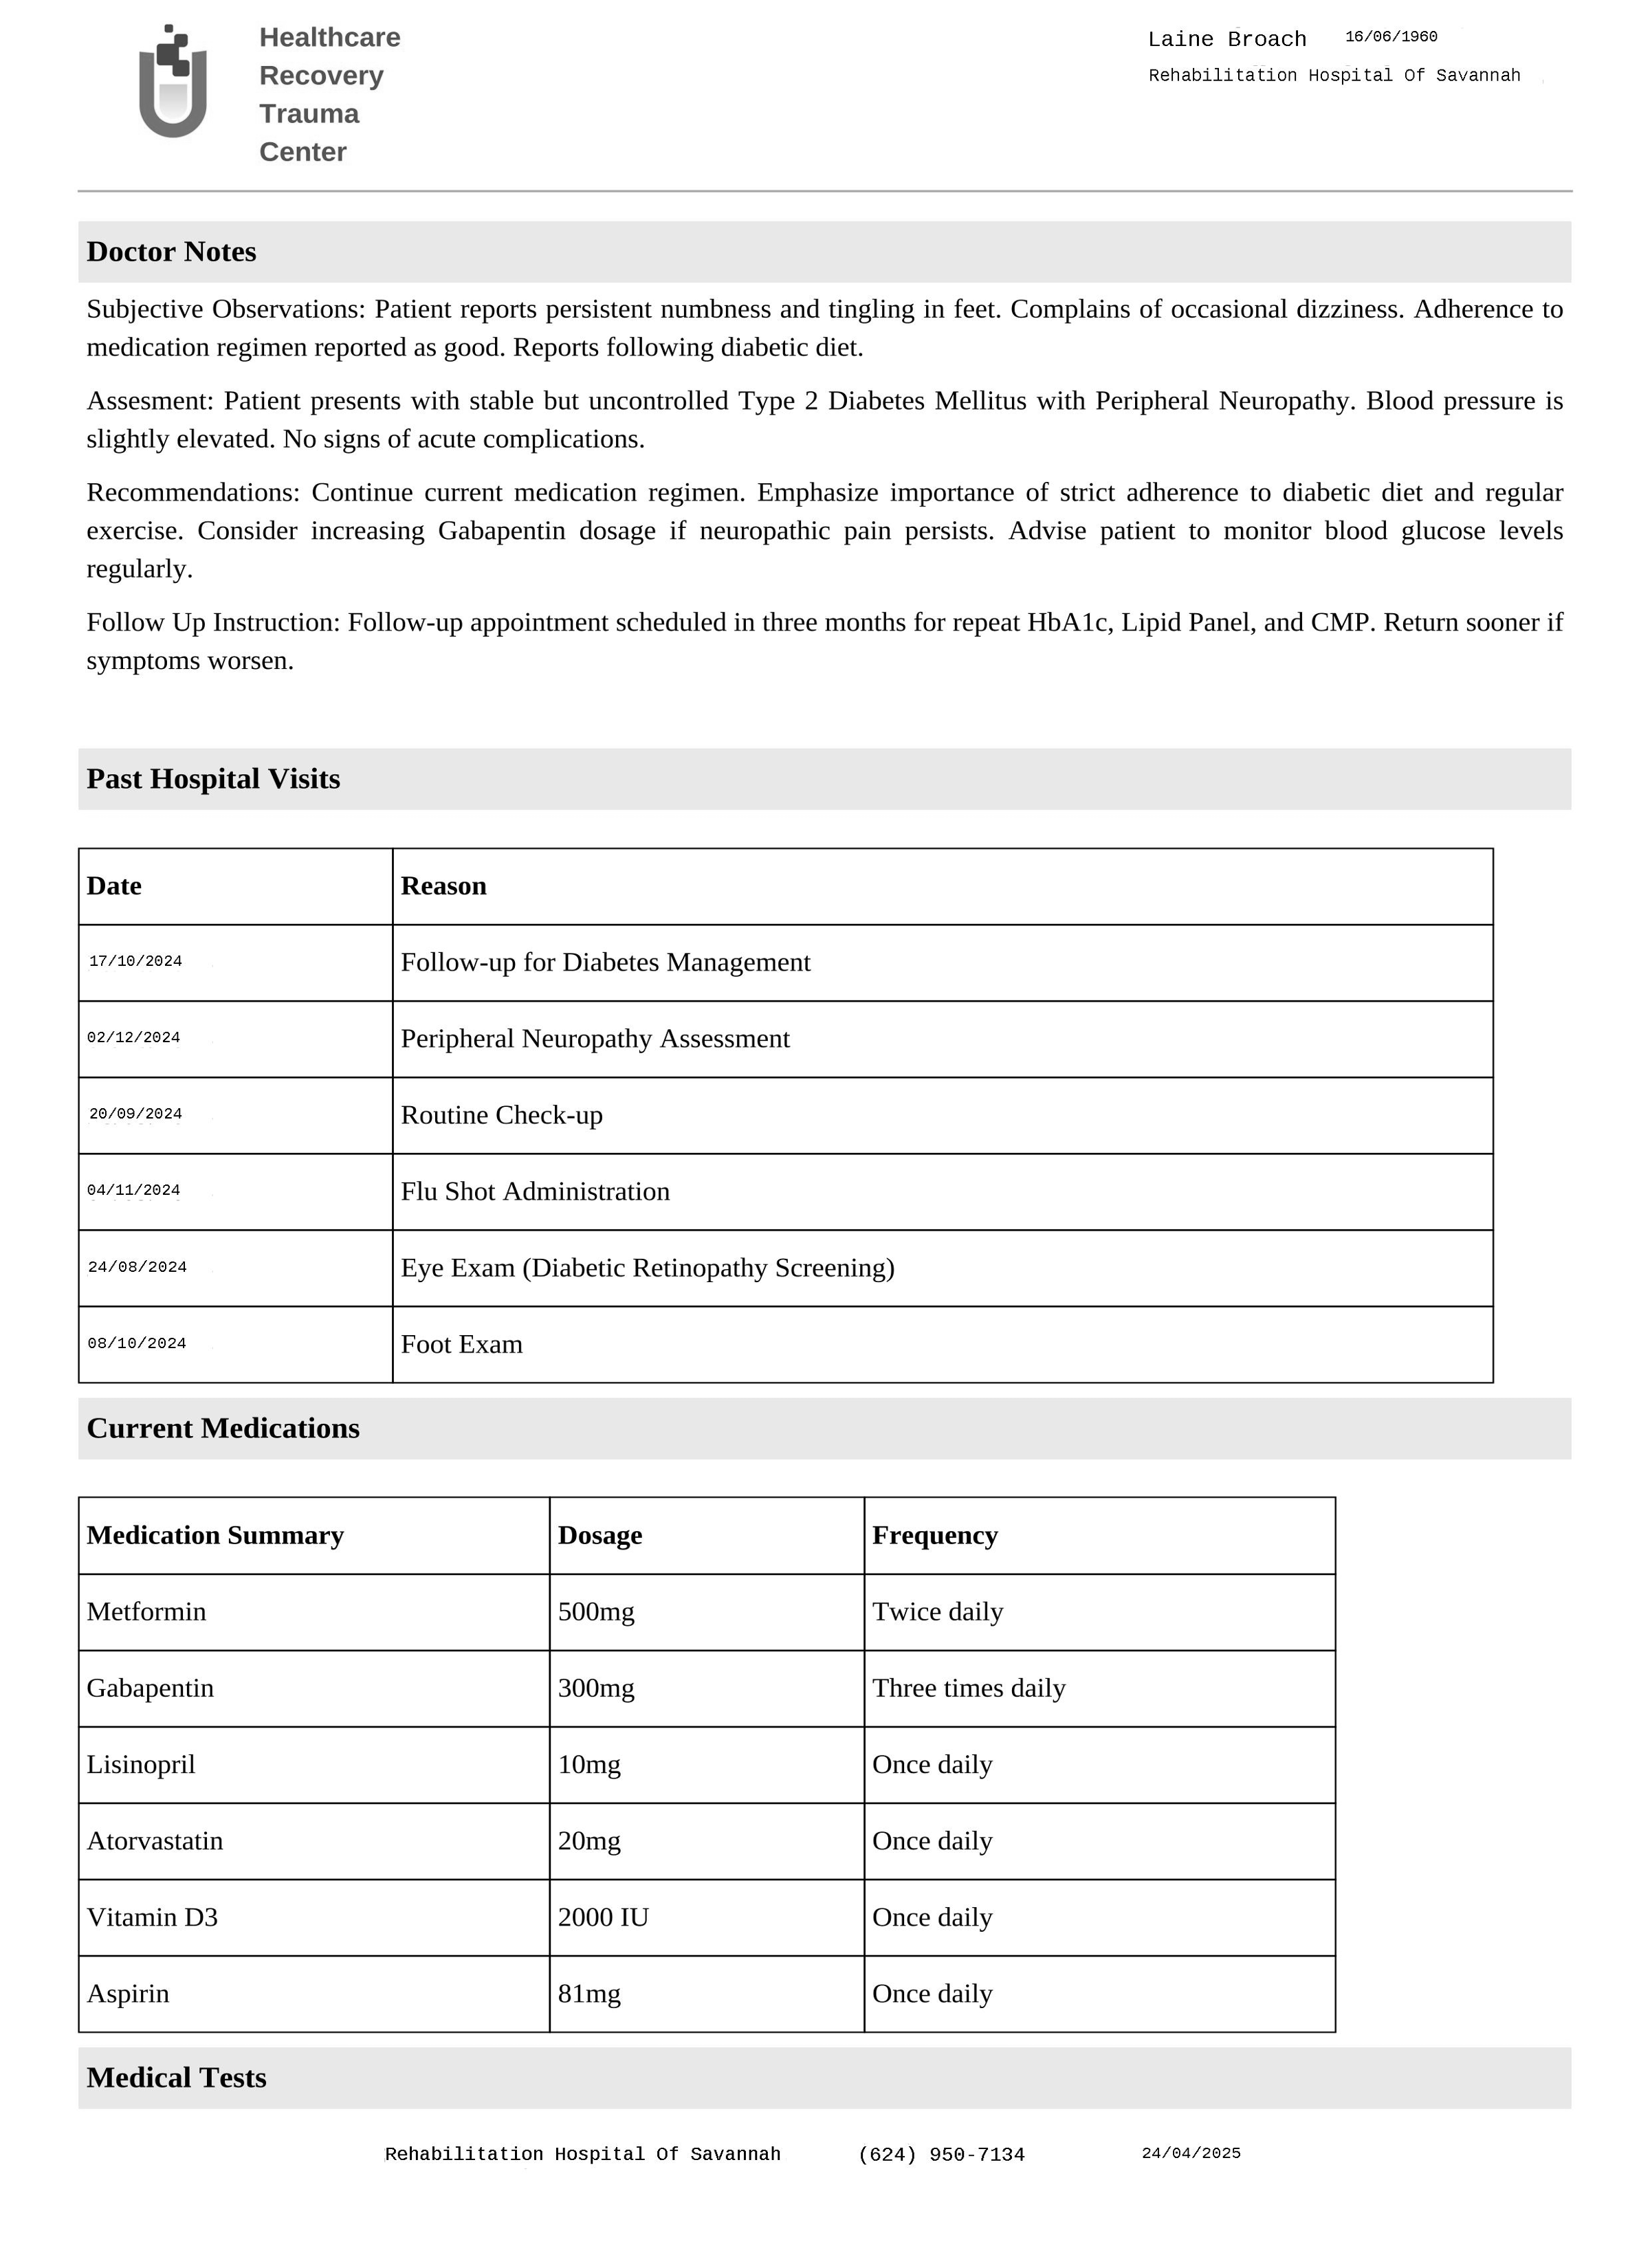 Healthcare
Recovery
Trauma
Center
Laine Broach 16/06/1960
Rehabilitation Hospital Of Savannah
Doctor Notes
Subjective Observations: Patient reports persistent numbness and tingling in feet. Complains of occasional dizziness. Adherence to
medication regimen reported as good. Reports following diabetic diet.
Assesment: Patient presents with stable but uncontrolled Type 2 Diabetes Mellitus with Peripheral Neuropathy. Blood pressure is
slightly elevated. No signs of acute complications.
Recommendations: Continue current medication regimen. Emphasize importance of strict adherence to diabetic diet and regular
exercise. Consider increasing Gabapentin dosage if neuropathic pain persists. Advise patient to monitor blood glucose levels
regularly.
Follow Up Instruction: Follow-up appointment scheduled in three months for repeat HbA1c, Lipid Panel, and CMP. Return sooner if
symptoms worsen.
Past Hospital Visits
Date Reason
17/10/2024 Follow-up for Diabetes Management
02/12/2024 Peripheral Neuropathy Assessment
20/09/2024 Routine Check-up
04/11/2024 Flu Shot Administration
24/08/2024 Eye Exam (Diabetic Retinopathy Screening)
08/10/2024 Foot Exam
Current Medications
Medication Summary Dosage Frequency
Metformin 500mg Twice daily
Gabapentin 300mg Three times daily
Lisinopril 10mg Once daily
Atorvastatin 20mg Once daily
Vitamin D3 2000 IU Once daily
Aspirin 81mg Once daily
Medical Tests
Rehabilitation Hospital Of Savannah (624) 950-7134 24/04/2025